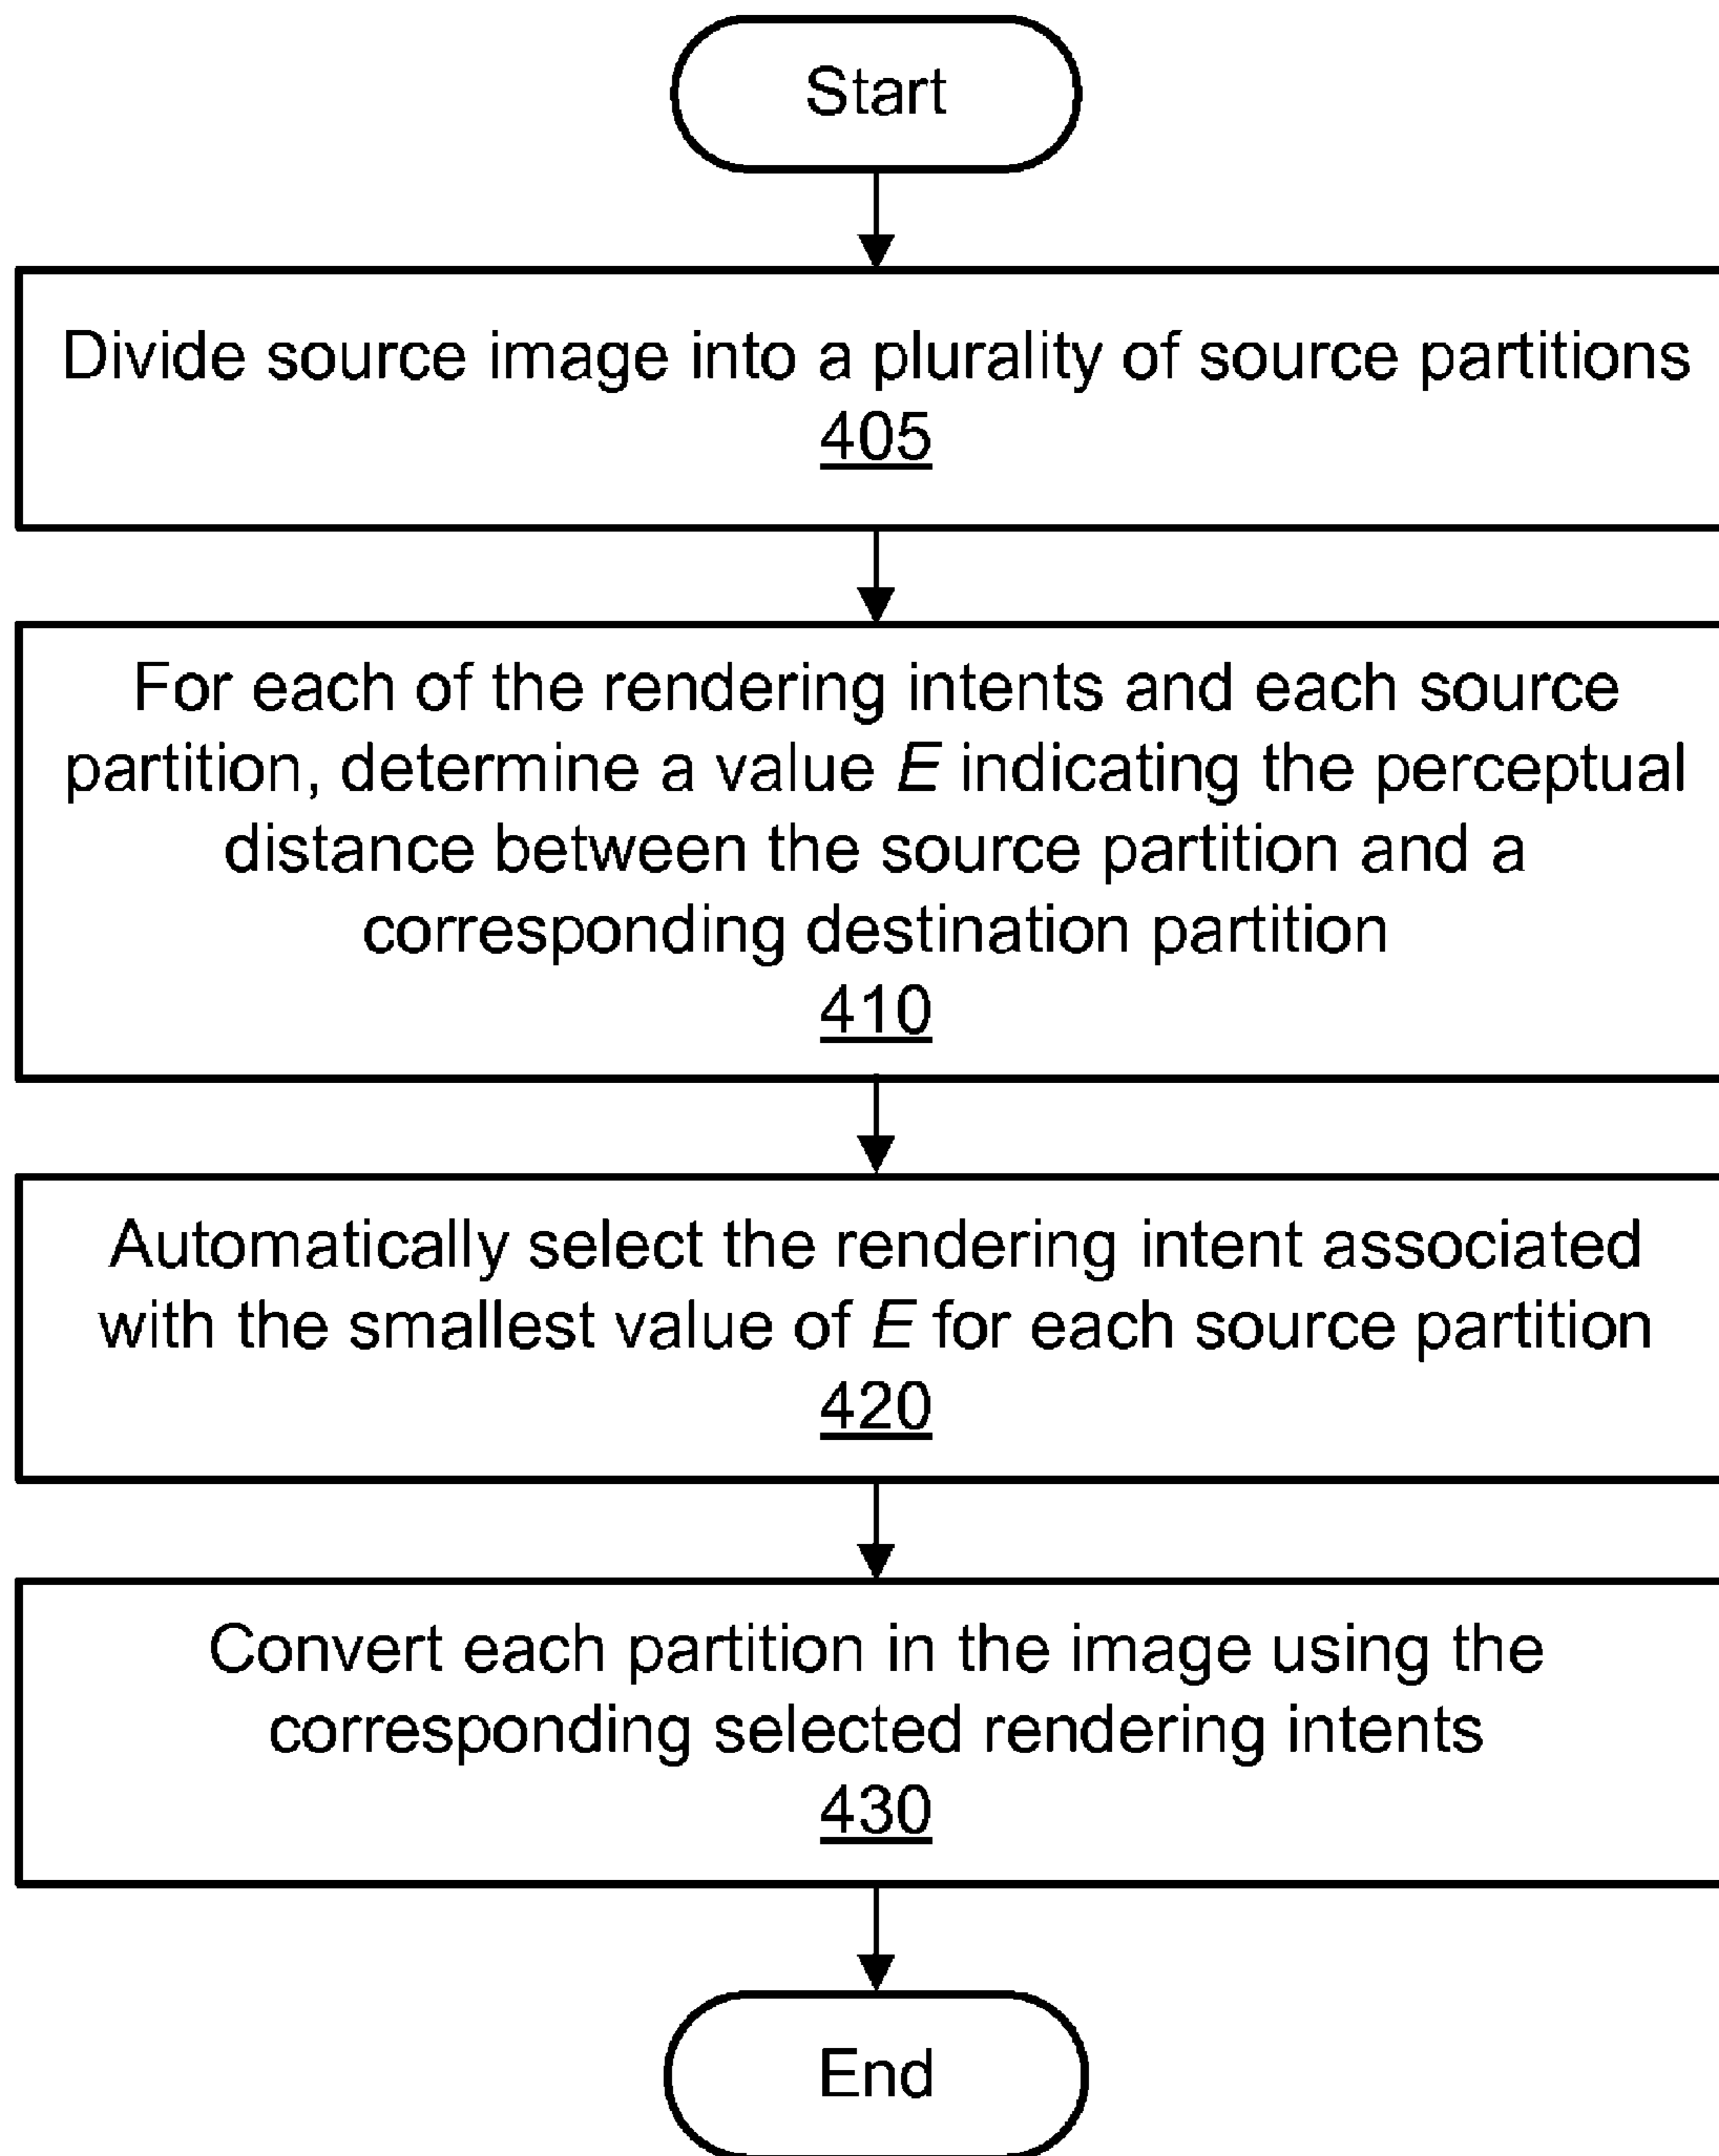 Start
Divide source image into a plurality of source partitions
405
For each of the rendering intents and each source
partition, determine a value E indicating the perceptual
distance between the source partition and a
corresponding destination partition
410
Automatically select the rendering intent associated
with the smallest value of E for each source partition
420
Convert each partition in the image using the
corresponding selected rendering intents
430
End